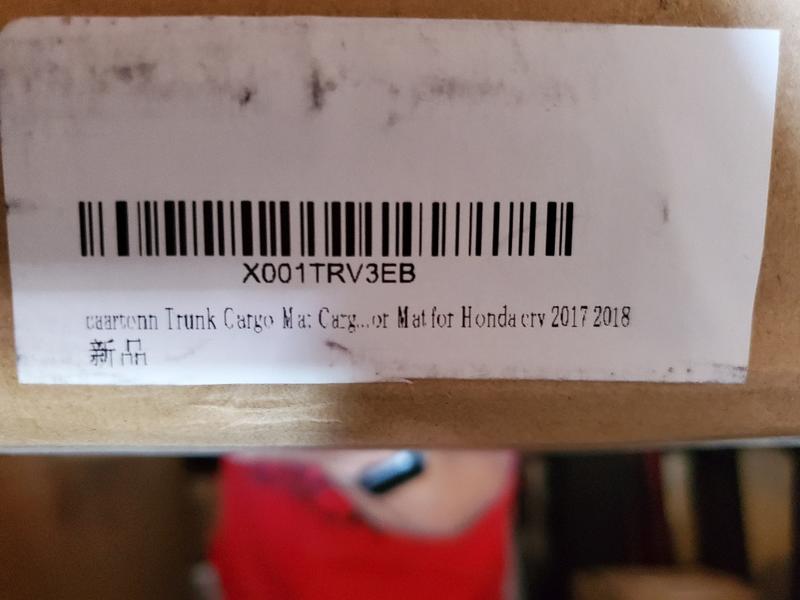 X001TRV3EB
caartonn Trunk Cargo Mat Carg...or Mat for Honda crv 2017 2018
新品